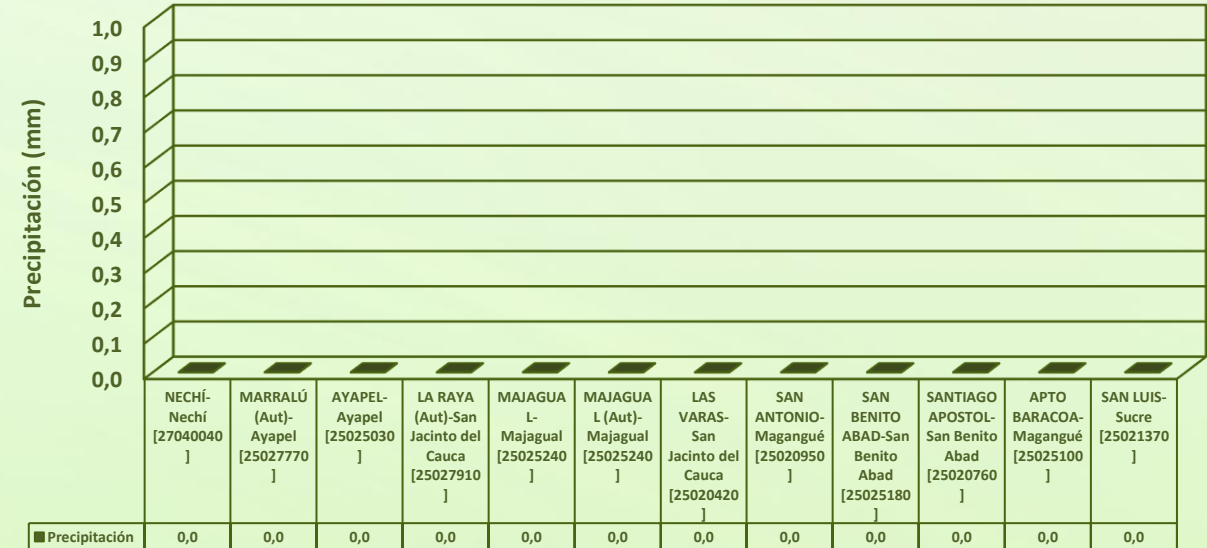 Precipitación (mm)
1,0
0,9
0,8
0,7
0,6
0,5
0,4
0,3
0,2
0,1
0,0
NECHÍ-
Nechí
[27040040
]
MARRALÚ
(Aut)-
Ayapel
[25027770
]
AYAPEL-
Ayapel
[25025030
]
LA RAYA
(Aut)-San
Jacinto del
Cauca
[25027910
]
MAJAGUA
L-
Majagual
[25025240
]
MAJAGUA
L (Aut)-
Majagual
[25025240
]
LAS
VARAS-
San
Jacinto del
Cauca
[25020420
]
SAN
ANTONIO-
Magangué
[25020950
]
SAN
BENITO
ABAD-San
Benito
Abad
[25025180
]
SANTIAGO
APOSTOL-
San Benito
Abad
[25020760
]
APTO
BARACOA-
Magangué
[25025100
]
SAN LUIS-
Sucre
[25021370
]
Precipitación 0,0 0,0 0,0 0,0 0,0 0,0 0,0 0,0 0,0 0,0 0,0 0,0